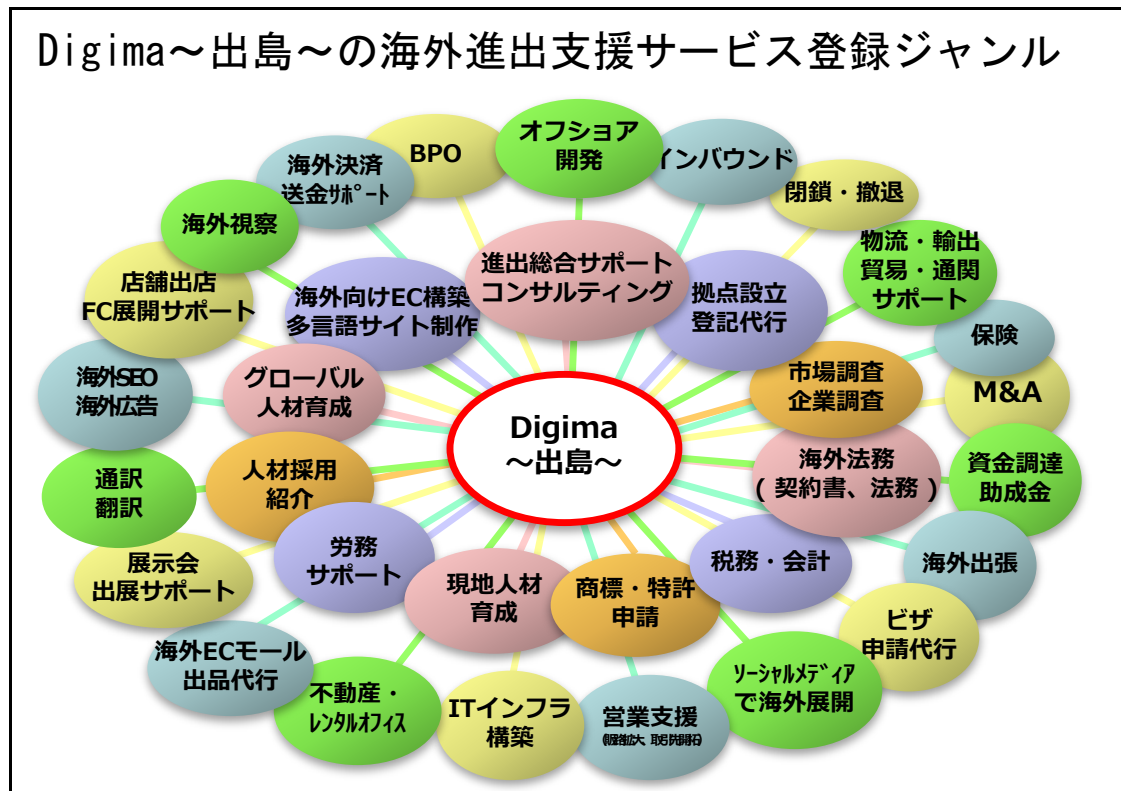 Digima～出島～の海外進出支援サービス登録ジャンル
オフショア
開発
BPO
インバウンド
海外決済
送金ｻﾎﾟｰﾄ
閉鎖・撤退
海外視察
物流・輸出
貿易・通関
サポート
進出総合サポート
コンサルティング
店舗出店
FC展開サポート
海外向けEC構築
多言語サイト制作
拠点設立
登記代行
保険
海外SEO
海外広告
グローバル
人材育成
市場調査
企業調査
M&A
Digima
～出島～
通訳
翻訳
人材採用
紹介
海外法務
( 契約書、法務 )
資金調達
助成金
展示会
出展サポート
労務
サポート
税務・会計
海外出張
現地人材
育成
商標・特許
申請
ビザ
申請代行
海外ECモール
出品代行
ｿｰｼｬﾙﾒﾃﾞｨｱ
で海外展開
不動産・
ﾚﾝﾀﾙｵﾌｨｽ
ITインフラ
構築
営業支援
(販路拡大、取引先開拓)